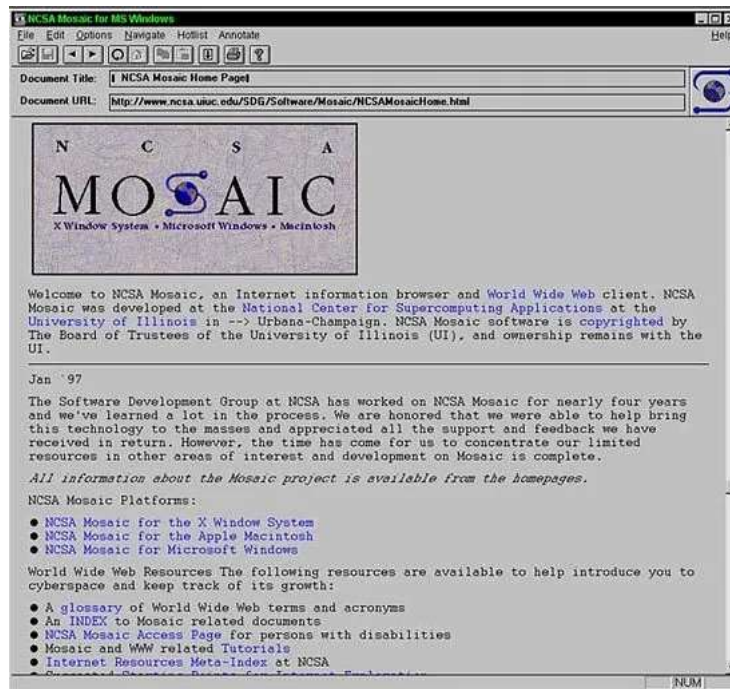 NCSA Mosaic for MS Windows
File Edit Options Navigate Hotlist Annotate Help
Document Title: NCSA Mosaic Home Page
Document URL: http://www.ncsa.uiuc.edu/SDG/Software/Mosaic/NCSAMosaicHome.html
N C S A
MOSAIC
X Window System • Microsoft Windows • Macintosh
Welcome to NCSA Mosaic, an Internet information browser and World Wide Web client. NCSA
Mosaic was developed at the National Center for Supercomputing Applications at the
University of Illinois in --> Urbana-Champaign. NCSA Mosaic software is copyrighted by
The Board of Trustees of the University of Illinois (UI), and ownership remains with the
UI.
Jan `97
The Software Development Group at NCSA has worked on NCSA Mosaic for nearly four years
and we've learned a lot in the process. We are honored that we were able to help bring
this technology to the masses and appreciated all the support and feedback we have
received in return. However, the time has come for us to concentrate our limited
resources in other areas of interest and development on Mosaic is complete.
All information about the Mosaic project is available from the homepages.
NCSA Mosaic Platforms:
● NCSA Mosaic for the X Window System
● NCSA Mosaic for the Apple Macintosh
● NCSA Mosaic for Microsoft Windows
World Wide Web Resources The following resources are available to help introduce you to
cyberspace and keep track of its growth:
● A glossary of World Wide Web terms and acronyms
● An INDEX to Mosaic related documents
● NCSA Mosaic Access Page for persons with disabilities
● Mosaic and WWW related Tutorials
● Internet Resources Meta-Index at NCSA
● Suggested Starting Points for Internet Exploration
NUM